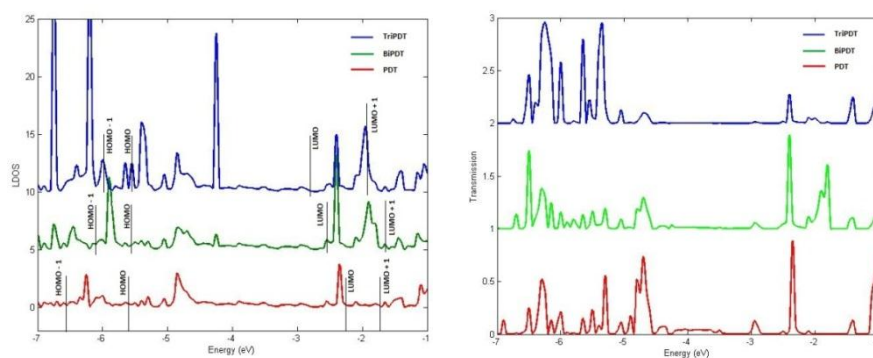 25
20
15
10
5
0
LDOS
TriPDT
BiPDT
PDT
HOMO - 1
HOMO
LUMO
LUMO + 1
HOMO - 1
HOMO
LUMO
LUMO + 1
HOMO - 1
HOMO
LUMO
LUMO + 1
-7 -6 -5 -4 -3 -2 -1
Energy (eV)
3
2.5
2
1.5
1
0.5
0
Transmission
TriPDT
BiPDT
PDT
-7 -6 -5 -4 -3 -2
Energy (eV)